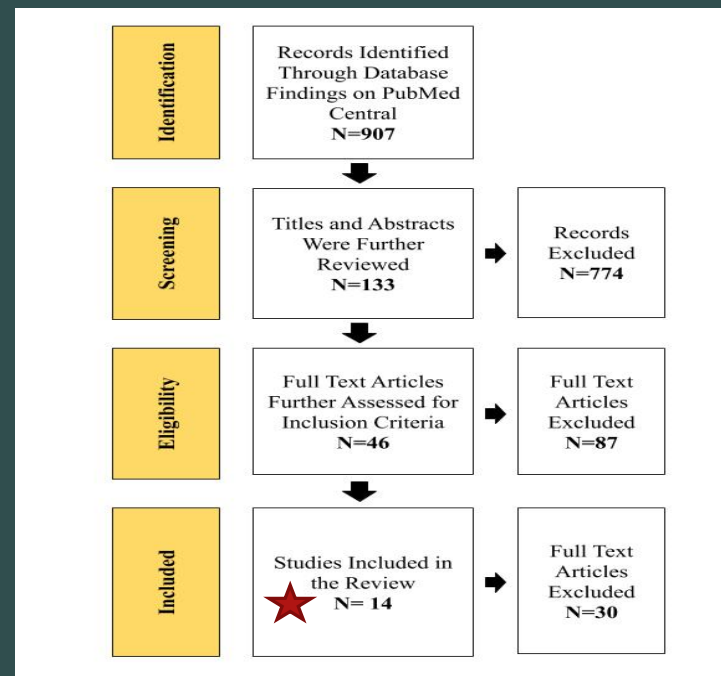 Identification
Records Identified
Through Database
Findings on PubMed
Central
N=907
Screening
Titles and Abstracts
Were Further
Reviewed
N=133
Records
Excluded
N=774
Eligibility
Full Text Articles
Further Assessed for
Inclusion Criteria
N=46
Full Text
Articles
Excluded
N=87
Included
Studies Included in
the Review
N= 14
Full Text
Articles
Excluded
N=30